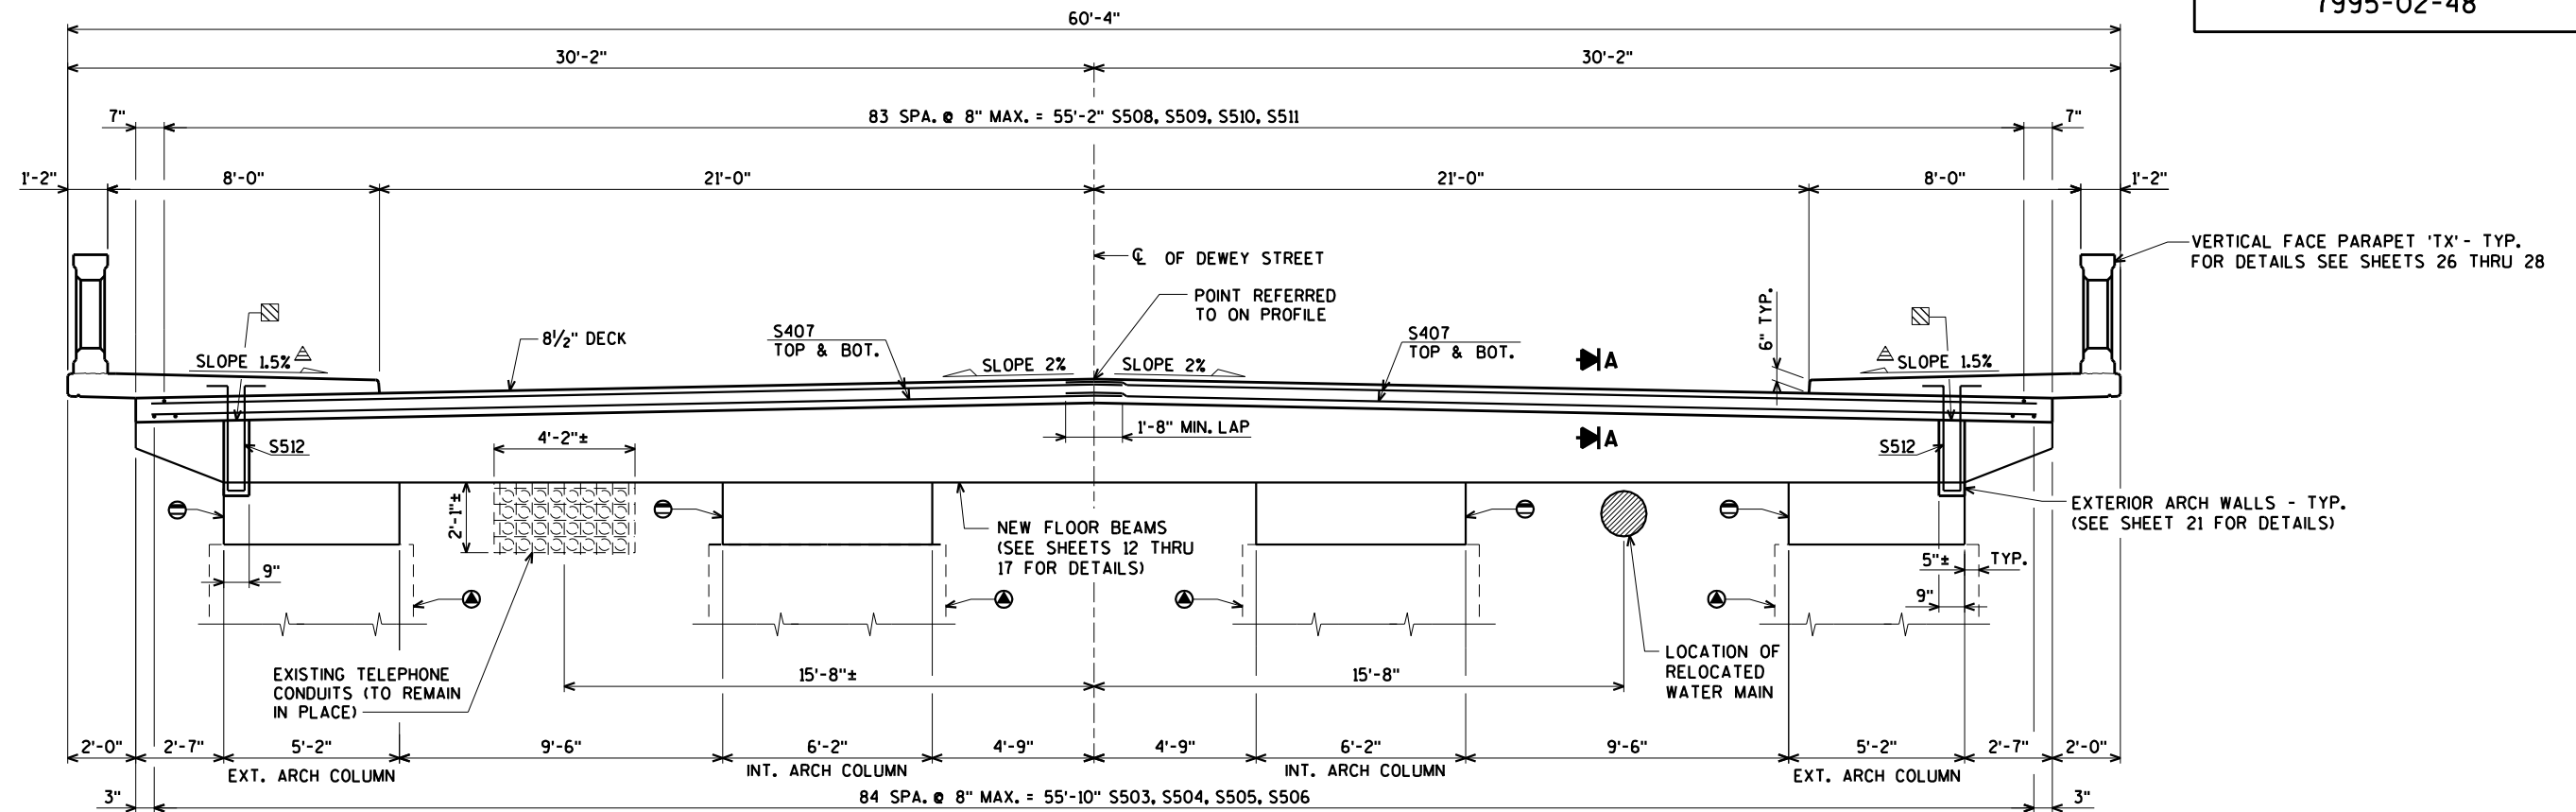 7995-02-48
60'-4"
30'-2"
30'-2"
7"
83 SPA. @ 8" MAX. = 55'-2" S508, S509, S510, S511
7"
1'-2"
8'-0"
21'-0"
21'-0"
8'-0"
1'-2"
VERTICAL FACE PARAPET 'TX'- TYP.
FOR DETAILS SEE SHEETS 26 THRU 28
℄ OF DEWEY STREET
POINT REFERRED
TO ON PROFILE
6" TYP.
8½" DECK
S407
TOP & BOT.
S407
TOP & BOT.
SLOPE 1.5%
SLOPE 2%
SLOPE 2%
A
SLOPE 1.5%
1'-8" MIN. LAP
A
4'-2"±
S512
S512
2'-1"±
NEW FLOOR BEAMS
(SEE SHEETS 12 THRU
17 FOR DETAILS)
EXTERIOR ARCH WALLS - TYP.
(SEE SHEET 21 FOR DETAILS)
9"
5"±
TYP.
9"
EXISTING TELEPHONE
CONDUITS (TO REMAIN
IN PLACE)
15'-8"±
15'-8"
LOCATION OF
RELOCATED
WATER MAIN
2'-0"
2'-7"
5'-2"
9'-6"
6'-2"
4'-9"
4'-9"
6'-2"
9'-6"
5'-2"
2'-7"
2'-0"
EXT. ARCH COLUMN
INT. ARCH COLUMN
INT. ARCH COLUMN
EXT. ARCH COLUMN
3"
84 SPA. @ 8" MAX. = 55'-10" S503, S504, S505, S506
3"